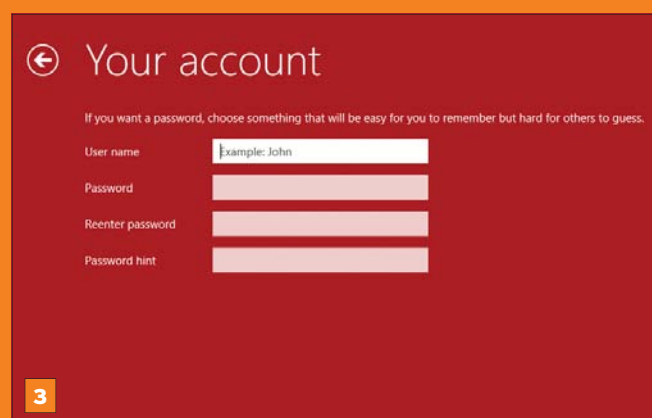 Your account
If you want a password, choose something that will be easy for you to remember but hard for others to guess.
User name
Example: John
Password
Reenter password
Password hint
3